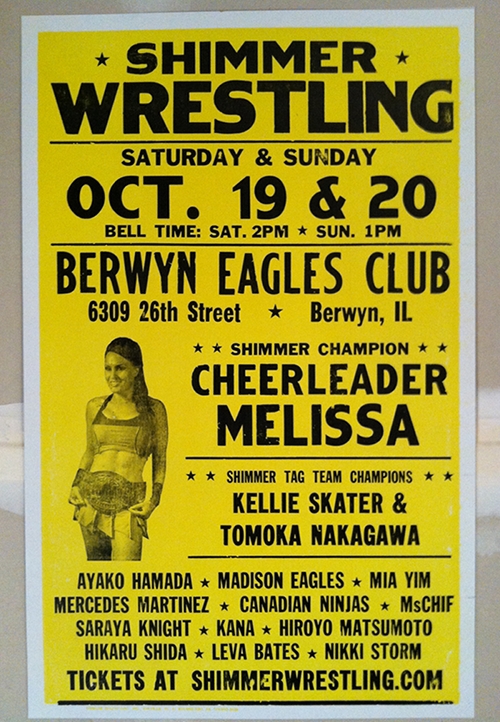 ★ SHIMMER ★
WRESTLING
SATURDAY & SUNDAY
OCT. 19 & 20
BELL TIME: SAT. 2PM ★ SUN. 1PM
BERWYN EAGLES CLUB
6309 26th Street ★ Berwyn, IL
★ ★ SHIMMER CHAMPION ★ ★
CHEERLEADER
MELISSA
★ ★ SHIMMER TAG TEAM CHAMPIONS ★ ★
KELLIE SKATER &
TOMOKA NAKAGAWA
AYAKO HAMADA ★ MADISON EAGLES ★ MIA YIM
MERCEDES MARTINEZ ★ CANADIAN NINJAS ★ MsCHIF
SARAYA KNIGHT ★ KANA ★ HIROYO MATSUMOTO
HIKARU SHIDA ★ LEVA BATES ★ NIKKI STORM
TICKETS AT SHIMMERWRESTLING.COM